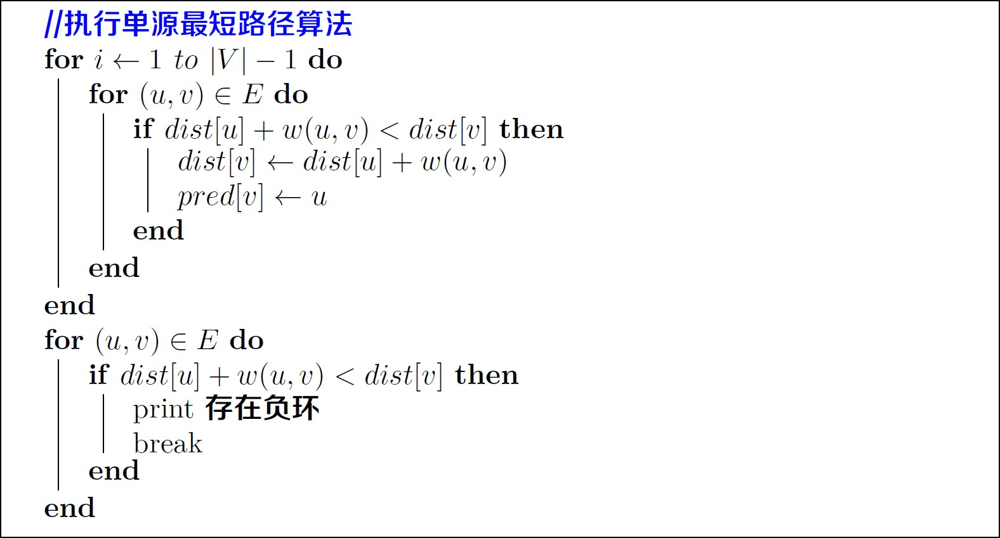 //执行单源最短路径算法
for i ← 1 to |V| − 1 do
for (u, v) ∈ E do
if dist[u] + w(u, v) < dist[v] then
dist[v] ← dist[u] + w(u, v)
pred[v] ← u
end
end
end
for (u, v) ∈ E do
if dist[u] + w(u, v) < dist[v] then
print 存在负环
break
end
end